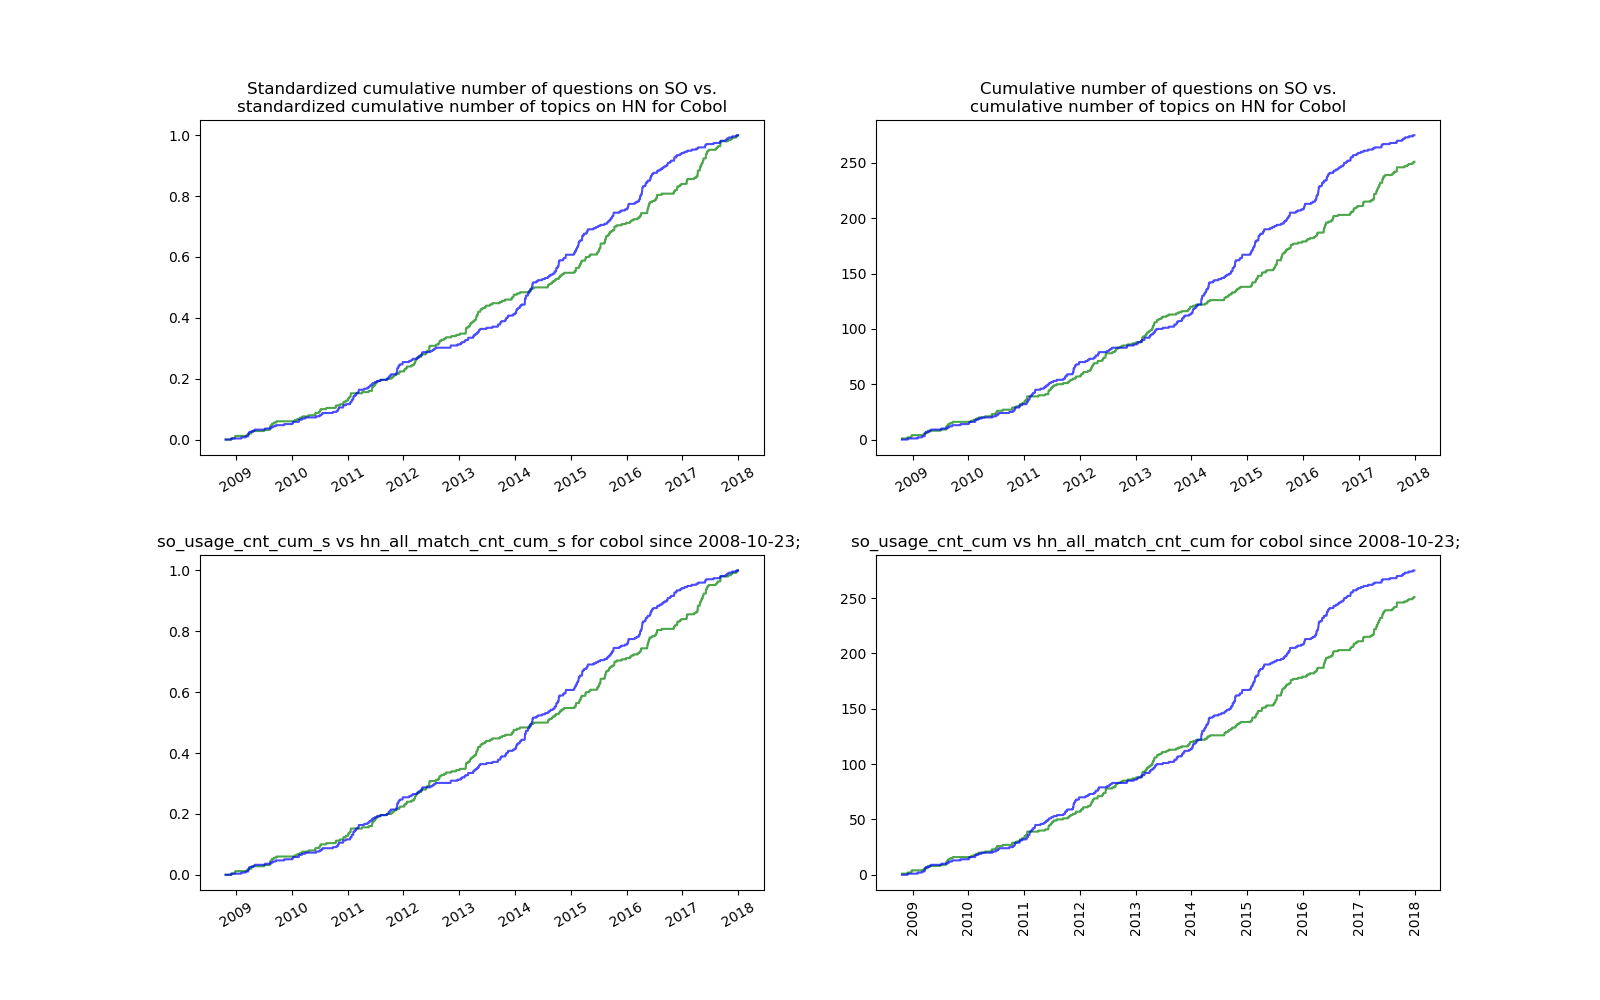 Standardized cumulative number of questions on SO vs.
standardized cumulative number of topics on HN for Cobol
1.0
0.8
0.6
0.4
0.2
0.0
2009 2010 2011 2012 2013 2014 2015 2016 2017 2018
Cumulative number of questions on SO vs.
cumulative number of topics on HN for Cobol
250
200
150
100
50
0
2009 2010 2011 2012 2013 2014 2015 2016 2017 2018
so_usage_cnt_cum_s vs hn_all_match_cnt_cum_s for cobol since 2008-10-23;
1.0
0.8
0.6
0.4
0.2
0.0
2009 2010 2011 2012 2013 2014 2015 2016 2017 2018
so_usage_cnt_cum vs hn_all_match_cnt_cum for cobol since 2008-10-23;
250
200
150
100
50
0
2009 2010 2011 2012 2013 2014 2015 2016 2017 2018